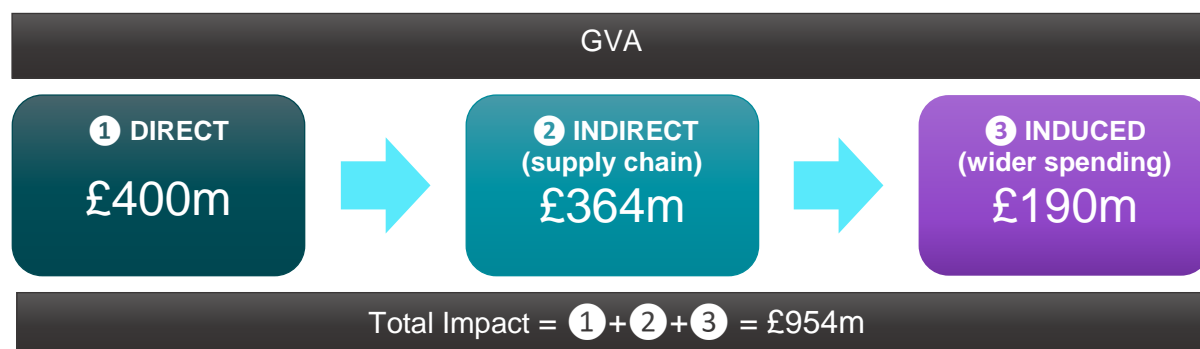 GVA
❶ DIRECT
£400m
❷ INDIRECT
(supply chain)
£364m
❸ INDUCED
(wider spending)
£190m
Total Impact = ❶+❷+❸ = £954m